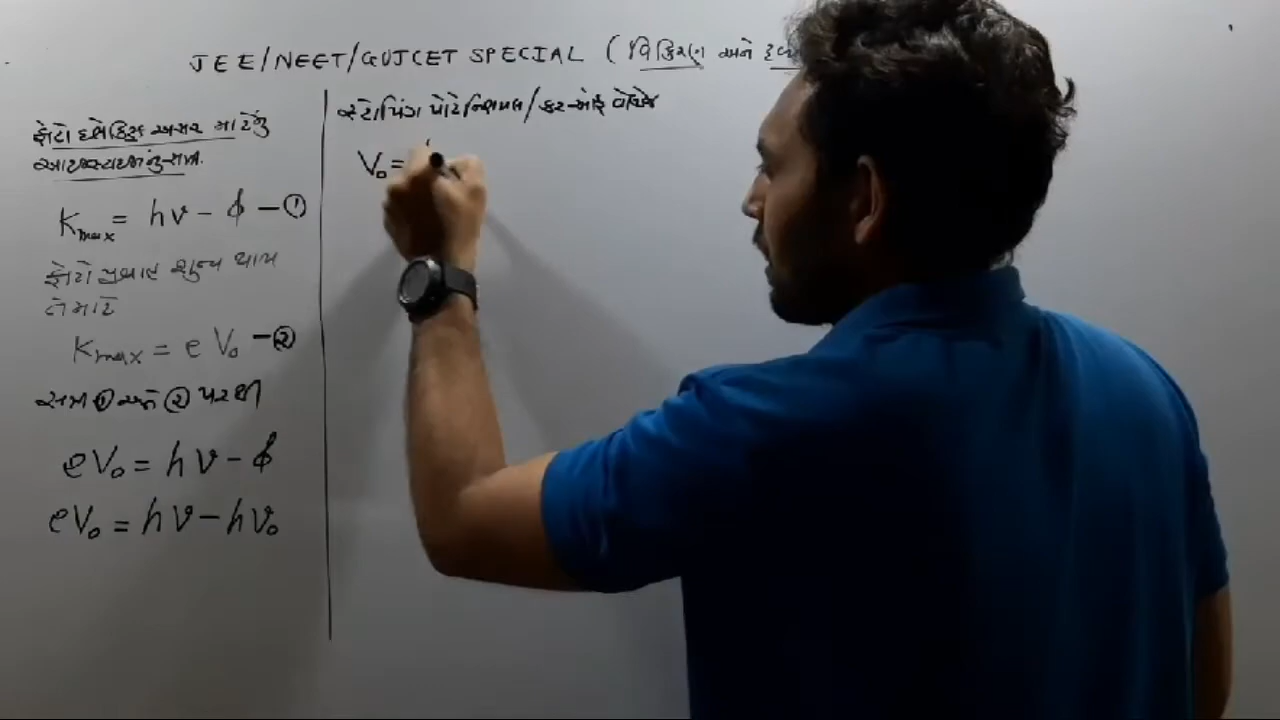 JEE/NEET/GUJCET SPECIAL (વિકિરણ અને દ્રવ્ય
ફોટો ઇલેક્ટ્રિક અસર માટેનું
આઇન્સ્ટાઇનનું સમી.
Kmax = hν - ϕ —①
ફોટો પ્રવાહ શૂન્ય થાય
તે માટે
Kmax = e V₀ —②
સમી ① અને ② પરથી
eV₀ = hν - ϕ
eV₀ = hν - hν₀
સ્ટોપિંગ પોટેન્શિયલ/કટ-ઓફ વોલ્ટેજ
V₀ =